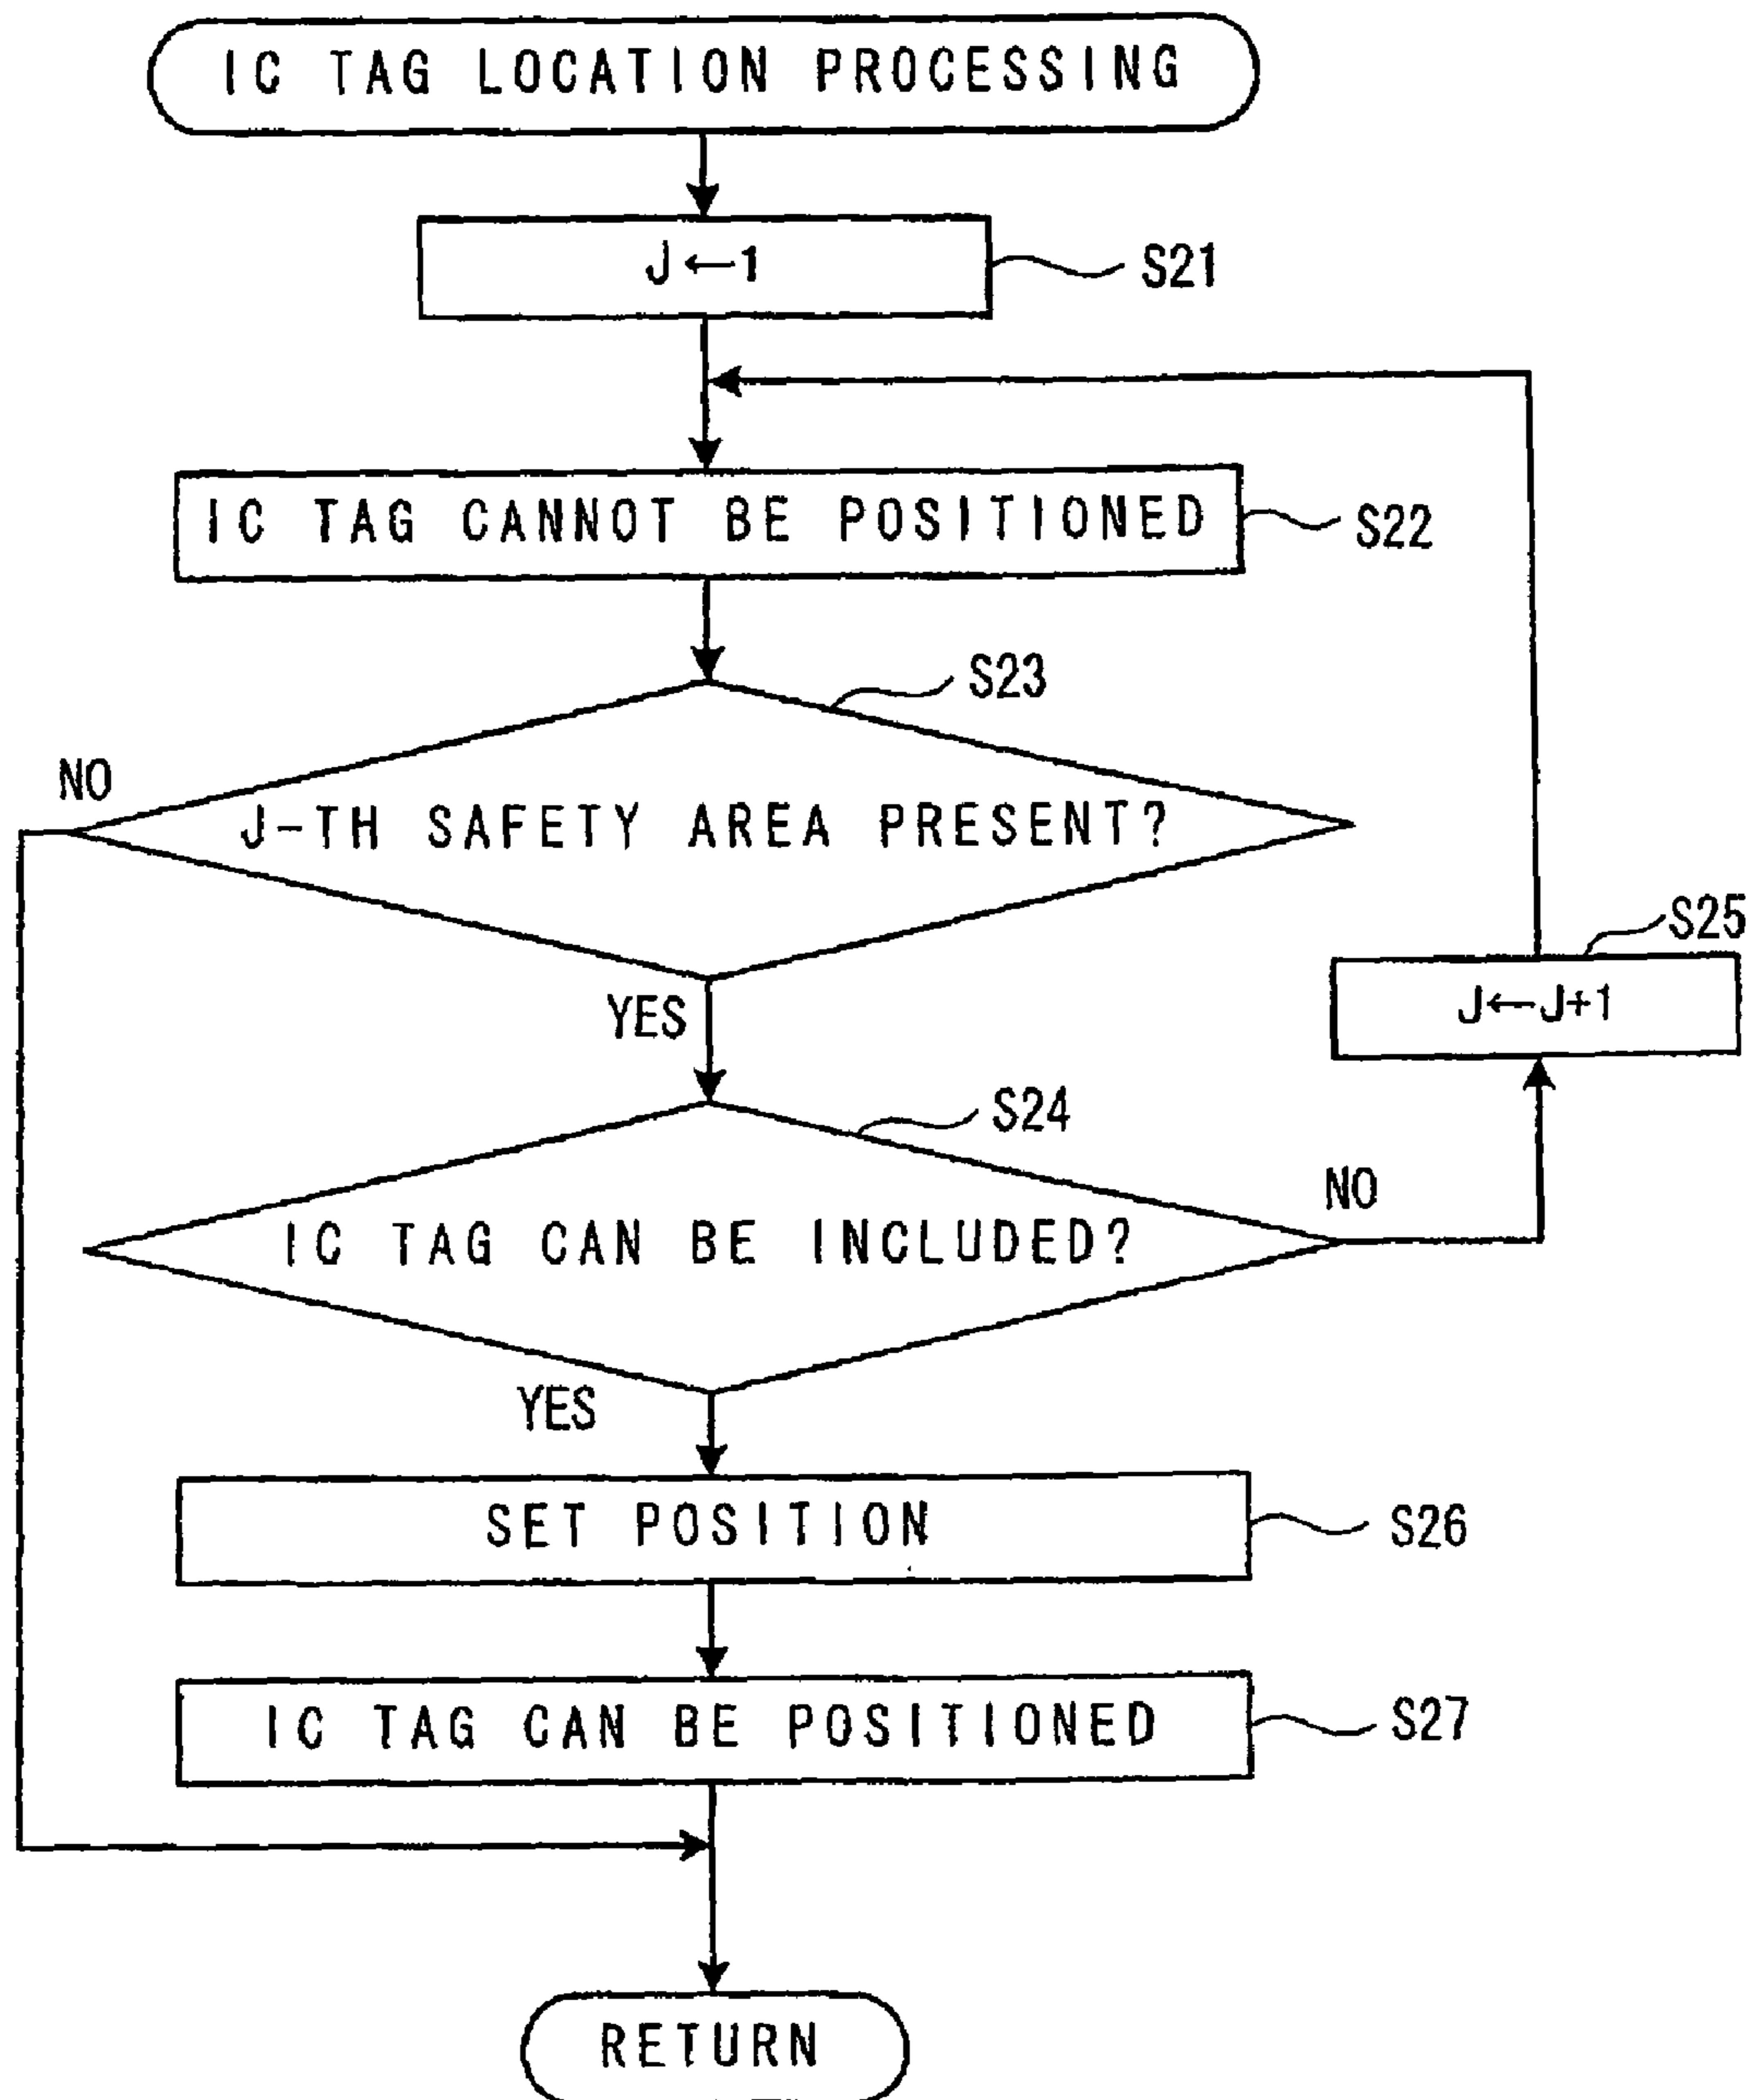 IC TAG LOCATION PROCESSING
J←1
S21
IC TAG CANNOT BE POSITIONED
S22
S23
NO
J-TH SAFETY AREA PRESENT?
YES
S25
J←J+1
S24
NO
IC TAG CAN BE INCLUDED?
YES
SET POSITION
S26
IC TAG CAN BE POSITIONED
S27
RETURN